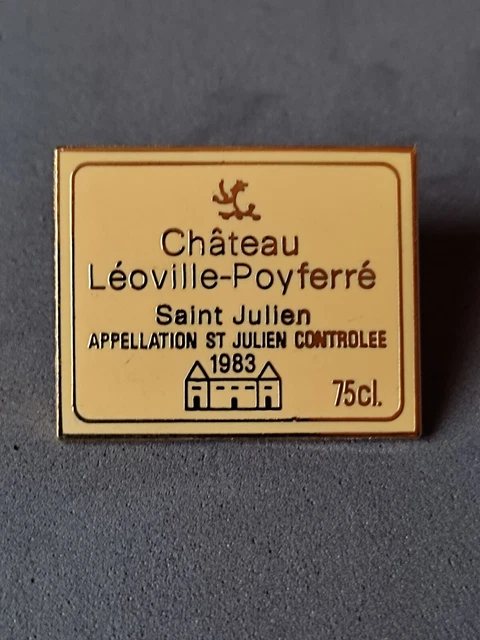 Château
Léoville-Poyferré
Saint Julien
APPELLATION ST JULIEN CONTROLEE
1983
75cl.